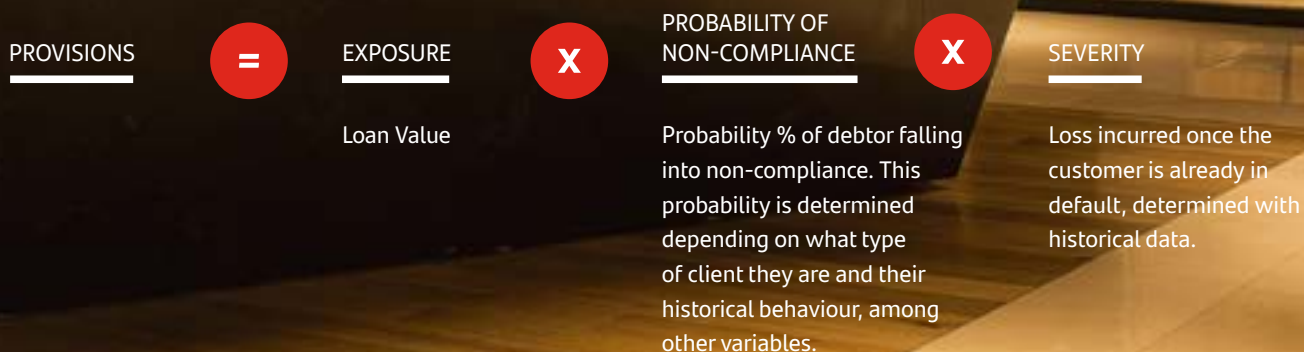 PROVISIONS
=
EXPOSURE
Loan Value
X
PROBABILITY OF
NON-COMPLIANCE
Probability % of debtor falling
into non-compliance. This
probability is determined
depending on what type
of client they are and their
historical behaviour, among
other variables.
X
SEVERITY
Loss incurred once the
customer is already in
default, determined with
historical data.